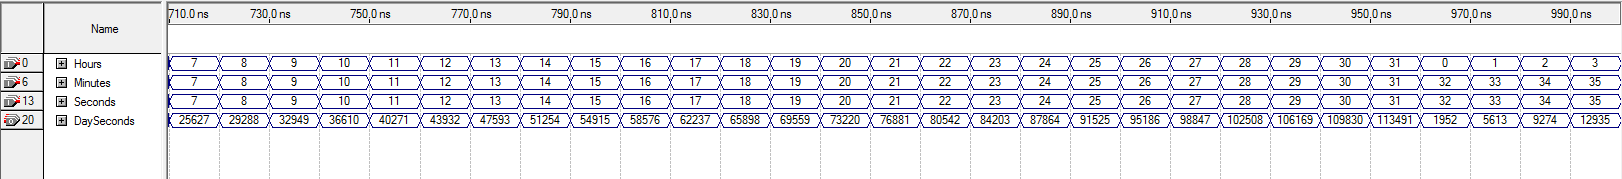 710.0 ns 730.0 ns 750.0 ns 770.0 ns 790.0 ns 810.0 ns 830.0 ns 850.0 ns 870.0 ns 890.0 ns 910.0 ns 930.0 ns 950.0 ns 970.0 ns 990.0 ns
Name
0 Hours 7 8 9 10 11 12 13 14 15 16 17 18 19 20 21 22 23 24 25 26 27 28 29 30 31 0 1 2 3
6 Minutes 7 8 9 10 11 12 13 14 15 16 17 18 19 20 21 22 23 24 25 26 27 28 29 30 31 32 33 34 35
13 Seconds 7 8 9 10 11 12 13 14 15 16 17 18 19 20 21 22 23 24 25 26 27 28 29 30 31 32 33 34 35
20 DaySeconds 25627 29288 32949 36610 40271 43932 47593 51254 54915 58576 62237 65898 69559 73220 76881 80542 84203 87864 91525 95186 98847 102508 106169 109830 113491 1952 5613 9274 12935